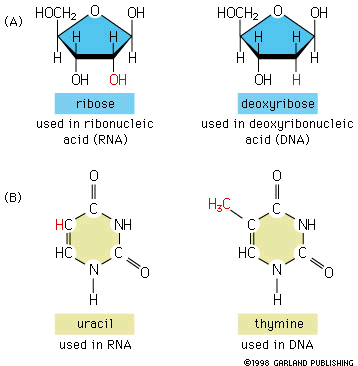 (A)
HOCH2 O OH
H H
H H
OH OH
ribose
used in ribonucleic
acid (RNA)
HOCH2 O OH
H H
H H
OH H
deoxyribose
used in deoxyribonucleic
acid (DNA)
(B)
O
C
HC NH
HC C
N O
H
uracil
used in RNA
O
H3C C
C NH
HC C
N O
H
thymine
used in DNA
©1998 GARLAND PUBLISHING